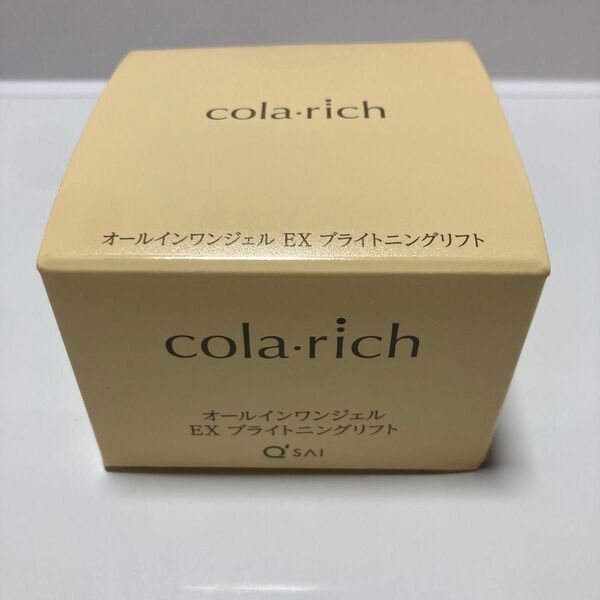 cola·rich
オールインワンジェル EX ブライトニングリフト
cola·rich
オールインワンジェル
EX ブライトニングリフト
Q'SAI